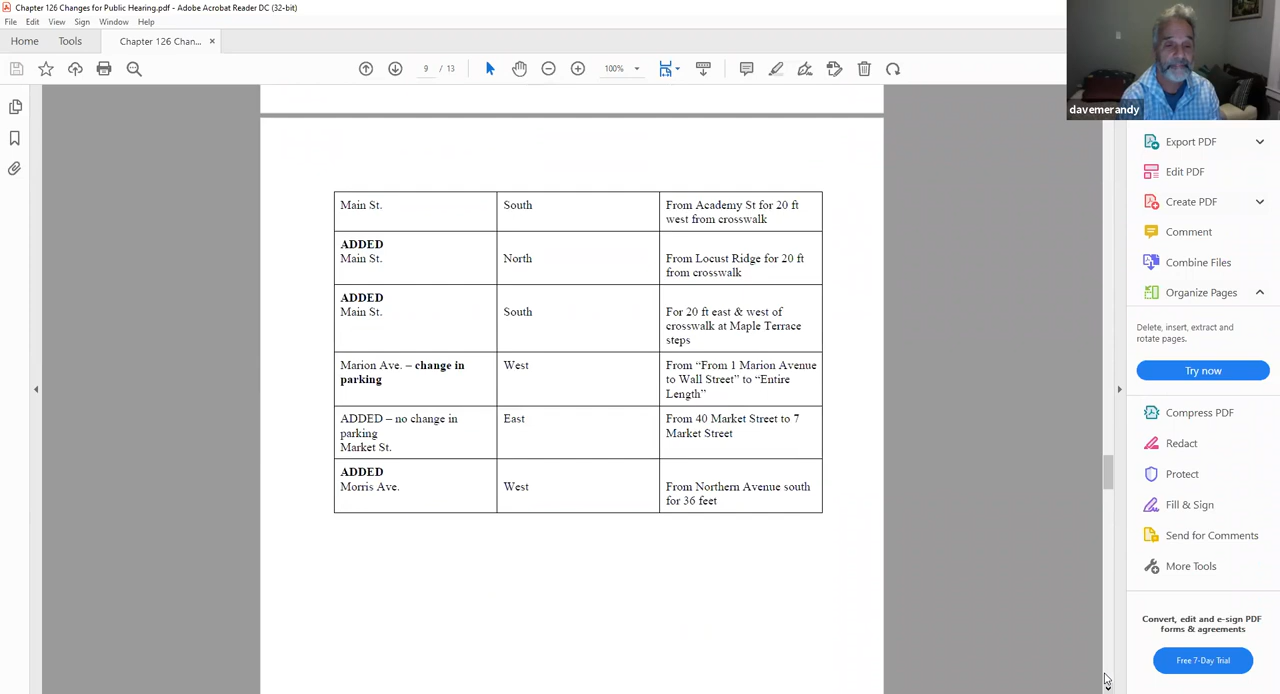 Chapter 126 Changes for Public Hearing.pdf - Adobe Acrobat Reader DC (32-bit)
File Edit View Sign Window Help
Home Tools Chapter 126 Chan... ×
9 / 13 100%
davemerandy
Main St. South From Academy St for 20 ft
west from crosswalk
ADDED
Main St. North From Locust Ridge for 20 ft
from crosswalk
ADDED
Main St. South For 20 ft east & west of
crosswalk at Maple Terrace
steps
Marion Ave. – change in West From “From 1 Marion Avenue
parking to Wall Street” to “Entire
Length”
ADDED – no change in East From 40 Market Street to 7
parking Market Street
Market St.
ADDED
Morris Ave. West From Northern Avenue south
for 36 feet
Export PDF
Edit PDF
Create PDF
Comment
Combine Files
Organize Pages
Delete, insert, extract and
rotate pages.
Try now
Compress PDF
Redact
Protect
Fill & Sign
Send for Comments
More Tools
Convert, edit and e-sign PDF
forms & agreements
Free 7-Day Trial